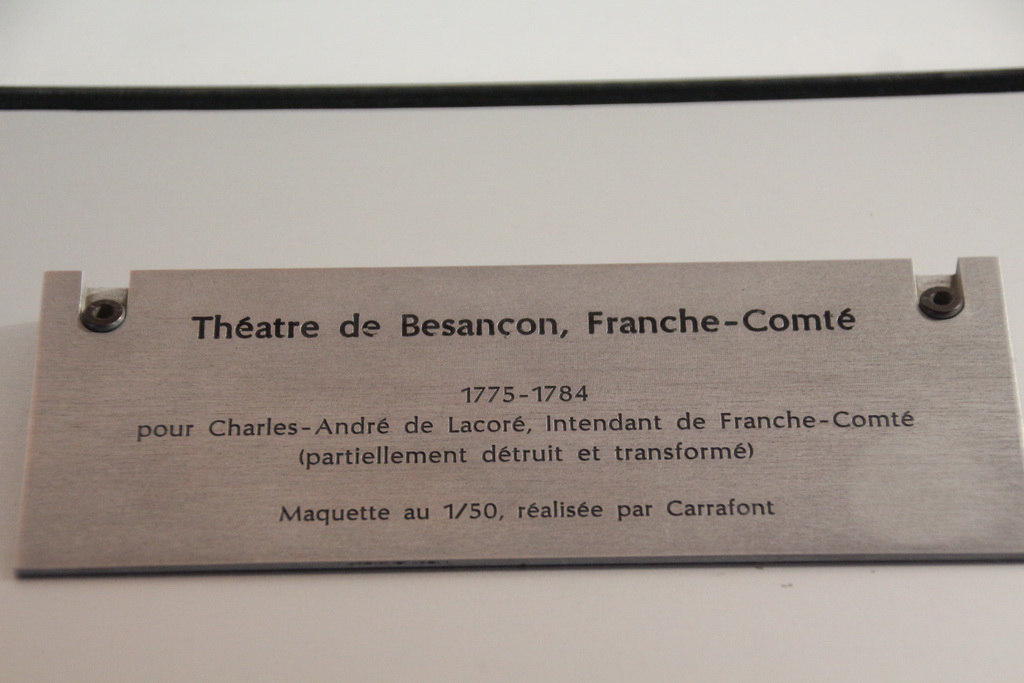 Théatre de Besançon, Franche-Comté
1775-1784
pour Charles-André de Lacoré, Intendant de Franche-Comté
(partiellement détruit et transformé)
Maquette au 1/50, réalisée par Carrafont